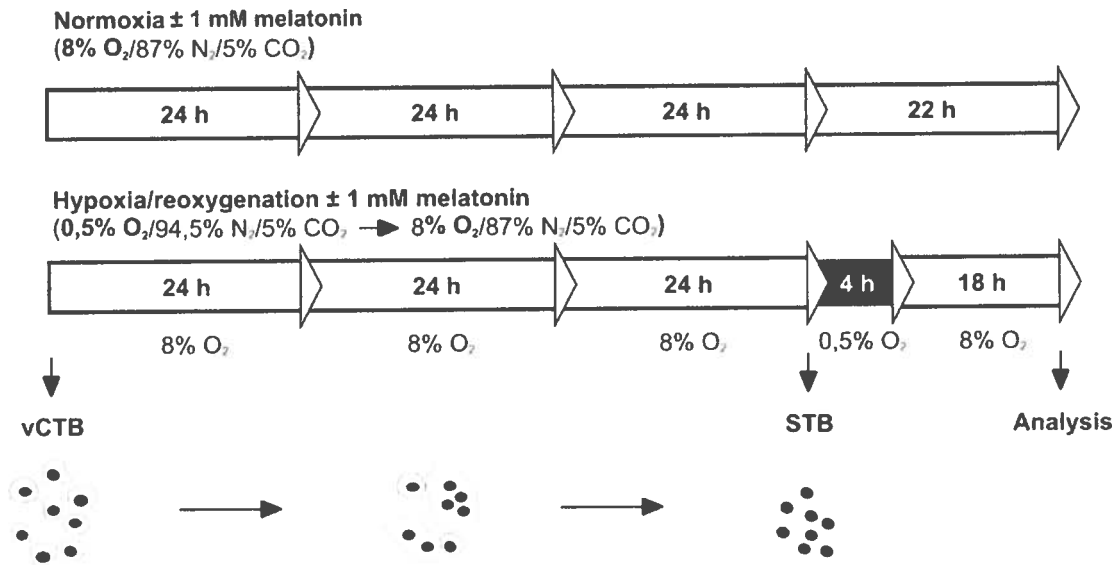 Normoxia ± 1 mM melatonin
(8% O₂/87% N₂/5% CO₂)
24 h 24 h 24 h 22 h
Hypoxia/reoxygenation ± 1 mM melatonin
(0,5% O₂/94,5% N₂/5% CO₂ → 8% O₂/87% N₂/5% CO₂)
24 h 24 h 24 h 4 h 18 h
8% O₂ 8% O₂ 8% O₂ 0,5% O₂ 8% O₂
vCTB STB Analysis